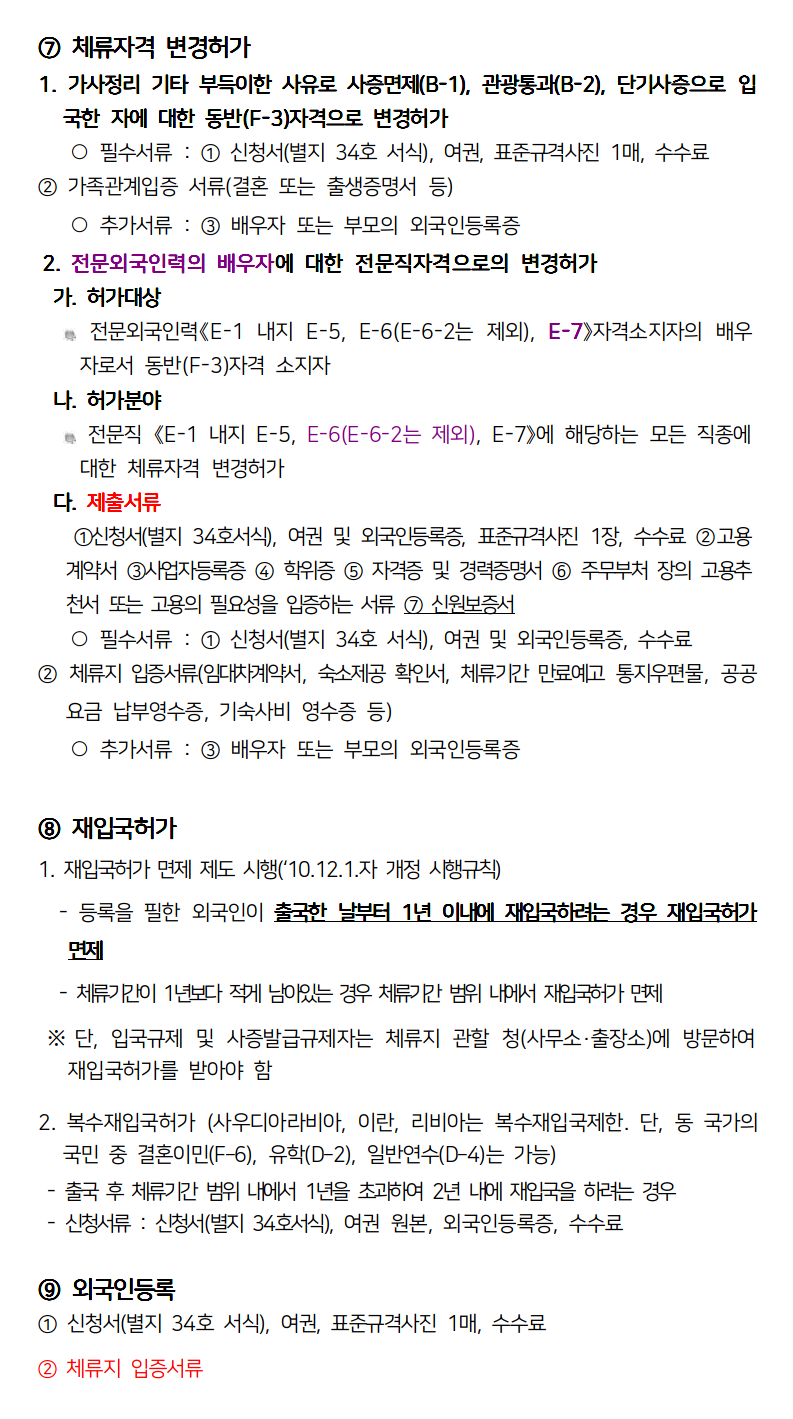 ⑦ 체류자격 변경허가
1. 가사정리 기타 부득이한 사유로 사증면제(B-1), 관광통과(B-2), 단기사증으로 입
국한 자에 대한 동반(F-3)자격으로 변경허가
○ 필수서류 : ① 신청서(별지 34호 서식), 여권, 표준규격사진 1매, 수수료
② 가족관계입증 서류(결혼 또는 출생증명서 등)
○ 추가서류 : ③ 배우자 또는 부모의 외국인등록증
2. 전문외국인력의 배우자에 대한 전문직자격으로의 변경허가
가. 허가대상
전문외국인력《E-1 내지 E-5, E-6(E-6-2는 제외), E-7》자격소지자의 배우
자로서 동반(F-3)자격 소지자
나. 허가분야
전문직 《E-1 내지 E-5, E-6(E-6-2는 제외), E-7》에 해당하는 모든 직종에
대한 체류자격 변경허가
다. 제출서류
①신청서(별지 34호서식), 여권 및 외국인등록증, 표준규격사진 1장, 수수료 ②고용
계약서 ③사업자등록증 ④ 학위증 ⑤ 자격증 및 경력증명서 ⑥ 주무부처 장의 고용추
천서 또는 고용의 필요성을 입증하는 서류 ⑦ 신원보증서
○ 필수서류 : ① 신청서(별지 34호 서식), 여권 및 외국인등록증, 수수료
② 체류지 입증서류(임대차계약서, 숙소제공 확인서, 체류기간 만료예고 통지우편물, 공공
요금 납부영수증, 기숙사비 영수증 등)
○ 추가서류 : ③ 배우자 또는 부모의 외국인등록증
⑧ 재입국허가
1. 재입국허가 면제 제도 시행(‘10.12.1.자 개정 시행규칙)
- 등록을 필한 외국인이 출국한 날부터 1년 이내에 재입국하려는 경우 재입국허가
면제
- 체류기간이 1년보다 적게 남아있는 경우 체류기간 범위 내에서 재입국허가 면제
※ 단, 입국규제 및 사증발급규제자는 체류지 관할 청(사무소·출장소)에 방문하여
재입국허가를 받아야 함
2. 복수재입국허가 (사우디아라비아, 이란, 리비아는 복수재입국제한. 단, 동 국가의
국민 중 결혼이민(F-6), 유학(D-2), 일반연수(D-4)는 가능)
- 출국 후 체류기간 범위 내에서 1년을 초과하여 2년 내에 재입국을 하려는 경우
- 신청서류 : 신청서(별지 34호서식), 여권 원본, 외국인등록증, 수수료
⑨ 외국인등록
① 신청서(별지 34호 서식), 여권, 표준규격사진 1매, 수수료
② 체류지 입증서류